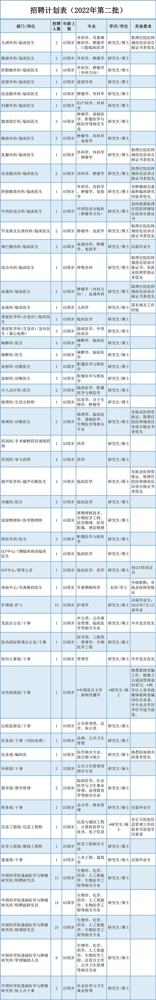 招聘计划表（2022年第二批）
部门/岗位 招聘人数 年龄上限 专业 学历/学位 其他要求
头颈外科/临床医生 2 45周岁 外科学、耳鼻咽喉科学、肿瘤学、口腔临床医学 研究生/博士 取得住院医师规培化培训合格证书者优先
胸部外科/临床医生 2 45周岁 外科学、肿瘤学 研究生/博士
肝胆胰外科/临床医生 3 45周岁 外科学、肿瘤学（外科方向） 研究生/博士
泌尿外科/临床医生 1 45周岁 泌尿外科 研究生/博士
结直肠外科/临床医生 1 45周岁 肿瘤学、外科学 研究生/博士
妇瘤外科/临床医生 1 45周岁 妇产科学、外科学 研究生/博士
腹部放疗科/临床医生 3 45周岁 肿瘤学、放射医学、影像医学与核医学等相关专业 研究生/博士
胸部内科/临床医生 2 45周岁 肿瘤学、内科学、免疫学 研究生/博士
乳腺内科/临床医生 1 45周岁 外科学、内科学、肿瘤学 研究生/博士 取得住院医师规培化培训合格证书者优先
结直肠内科/临床医生 2 45周岁 内科学、肿瘤学 研究生/博士 取得住院医师规培化培训合格证书者优先
肝胆胰胃内科/临床医生 1 45周岁 外科学、内科学、肿瘤学、免疫学 研究生/博士 有肿瘤相关基础和临床研究经验者优先
中西医结合科/临床医生 1 45周岁 中西医结合临床（肿瘤学方向） 研究生/博士 到岗前需取得住院医师规培化培训合格证书
罕见病及头颈内科/临床医生 2 45周岁 肿瘤学、免疫学 研究生/博士 取得住院医师规培化培训合格证书者优先
淋巴瘤内科/临床医生 2 45周岁 血液内科、肿瘤学、免疫学 研究生/博士 应届毕业生
综合内科/临床医生 1 45周岁 呼吸内科 研究生/博士 取得住院医师规范化培训合格证书、有执业医师资格证者优先
血液科/临床医生 2 45周岁 肿瘤学（内科方向）、血液内科 研究生/博士 取得住院医师规培化培训合格证书者优先
血液科/临床医生 1 45周岁 儿科学 研究生/硕士 需有相关工作经验
重症医学科(含急诊)/临床医生 1 45周岁 临床医学 研究生/博士
重症医学科(含急诊)/急诊医生（兼心电图） 3 35周岁 临床医学、中西医结合 研究生/硕士
麻醉科/医生 4 45周岁 麻醉学、临床医学 研究生/博士
麻醉科/医生 4 35周岁 麻醉学、临床医学 研究生/硕士
放射科/诊断医生 1 45周岁 影像医学与核医学 研究生/博士
放射科/诊断医生 3 35周岁 影像医学与核医学 研究生/硕士
介入治疗科/医生 2 35周岁 临床医学、影像医学与核医学 研究生/硕士
病理科/生信分析师 1 45周岁 信息学、分子生物学、肿瘤学 研究生/博士
病理科/诊断医生 5 35周岁 病理学、临床医学、基础医学、生物医学等相关专业 研究生/硕士 有执业医师资格证；取得住院医师规范化培训合格证书者优先
药剂科/手术麻醉药房调剂药师 1 35周岁 药学 研究生/硕士
药剂科/审方药师 4 35周岁 药学 研究生/硕士
超声医学科/超声诊断医生 4 35周岁 临床医学 研究生/硕士 有执业医师资格证、取得住院医师规范化培训合格证书者优先
内镜科/医生 2 45周岁 临床医学 研究生/博士
放射物理科/医学物理师 1 45周岁 核物理核技术、生物医学工程、医学物理、医学影像、理论物理 研究生/博士
核医学科/医生 3 35周岁 影像医学与核医学 研究生/硕士
GCP中心/I期临床病房临床医生 1 45周岁 临床医学 研究生/博士
GCP中心/管理人员 1 35周岁 临床医学、药学 研究生/硕士 有GCP培训证书
体检中心/耳鼻喉科医生 1 35周岁 耳鼻咽喉科学 本科/学士 中级职称；有执业医师资格证
护理部/护士 15 35周岁 护理学 研究生/硕士 应届毕业生；2022年7月1日前毕业
党政办公室/干事 1 35周岁 中文类、公共事业管理、临床医学等相关专业 研究生/硕士 中共党员优先
院内招标管理办公室/干事 1 35周岁 医学类、工程类、管理学、生物医学工程 研究生/硕士
组织人事部/干事 1 35周岁 管理学 研究生/硕士 中共党员优先
宣传统战部/干事 1 35周岁 *中国语言文学、新闻传播学 *研究生/硕士 熟悉新闻采编工作，能独立完成深度报道的采写。*两年以上省市级媒体新闻采编岗位从业者，对专业及学历学位可适当放宽。
纪检监察室/干事 1 35周岁 公共管理类、法学、审计类 研究生/硕士
医务部/干事（纠纷处理） 1 35周岁 法律、公共卫生管理 研究生/硕士
医务部/编码员 1 35周岁 医学相关专业、流行病与统计 研究生/硕士 熟悉医保相关政策者优先
科研部/干事 2 35周岁 公共卫生管理等相关专业 研究生/硕士
教学部/教学管理 2 35周岁 临床医学、社会医学与卫生事业管理、高等教育学等相关专业 研究生/硕士
财务部/干事 1 35周岁 会计学、财务管理 研究生/硕士 应届毕业生
信息工程部/信息工程师 1 35周岁 信息与通信工程、计算机科学与技术、电子信息 *研究生/硕士 有公立医院信息管理工作经验者可放宽学历要求
医学工程部/维修工程师 1 35周岁 医学工程相关专业 研究生/硕士
基建部/干事 1 35周岁 土木工程、建筑学 研究生/硕士 应届毕业生
中国科学院基础医学与肿瘤研究所/特聘研究员 15 45周岁 生物学、化学、药学、人工智能学、生物医学工程等相关专业 研究生/博士
中国科学院基础医学与肿瘤研究所/特聘副研究员 15 45周岁 生物学、化学、药学、人工智能学、生物医学工程等相关专业 研究生/博士
中国科学院基础医学与肿瘤研究所/助理研究员 25 45周岁 生物学、化学、药学、人工智能学、生物医学工程等相关专业 研究生/博士
中国科学院基础医学与肿瘤研究所/管理辅助人员 8 35周岁 生物学、化学、药学、人工智能学、生物医学工程、汉语言文学、公共卫生管理等相关专业 研究生/硕士
中国科学院基础医学与肿瘤研究所/院士办干事 2 35周岁 社会医学与卫生事业管理 研究生/硕士